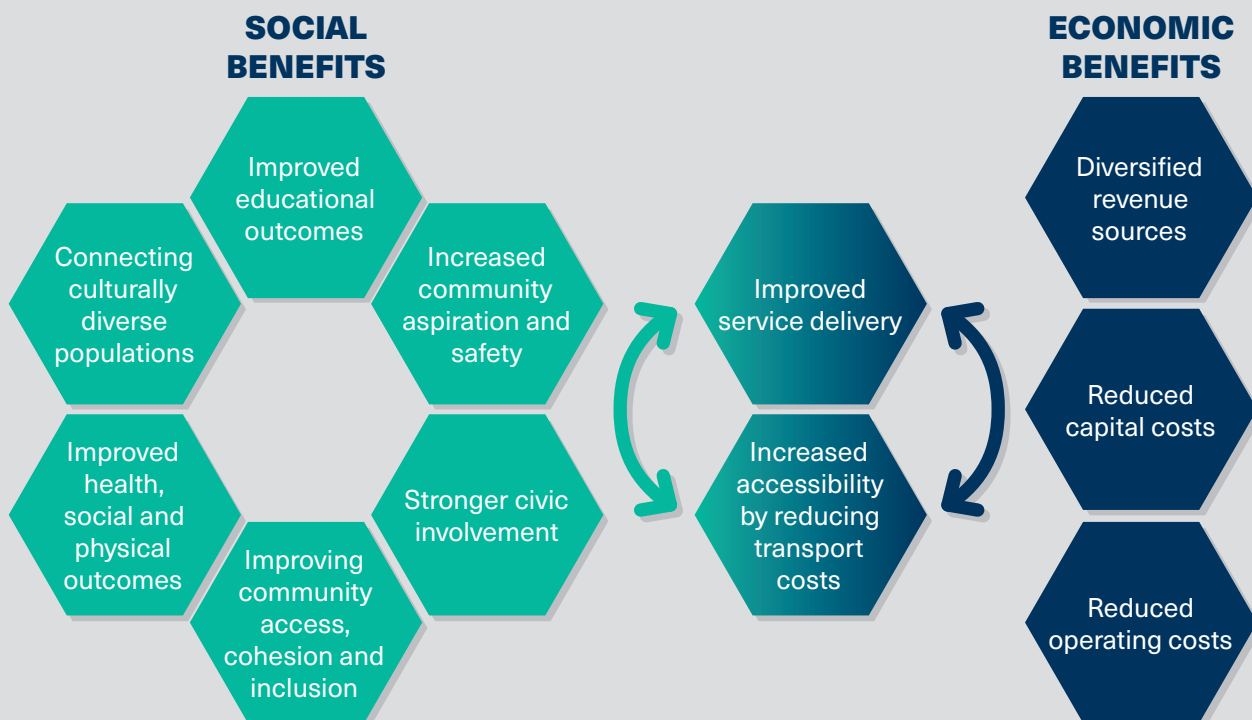 SOCIAL
BENEFITS
Improved
educational
outcomes
Connecting
culturally
diverse
populations
Increased
community
aspiration and
safety
Improved
health,
social and
physical
outcomes
Stronger civic
involvement
Improving
community
access,
cohesion and
inclusion
Improved
service delivery
Increased
accessibility
by reducing
transport
costs
ECONOMIC
BENEFITS
Diversified
revenue
sources
Reduced
capital costs
Reduced
operating costs